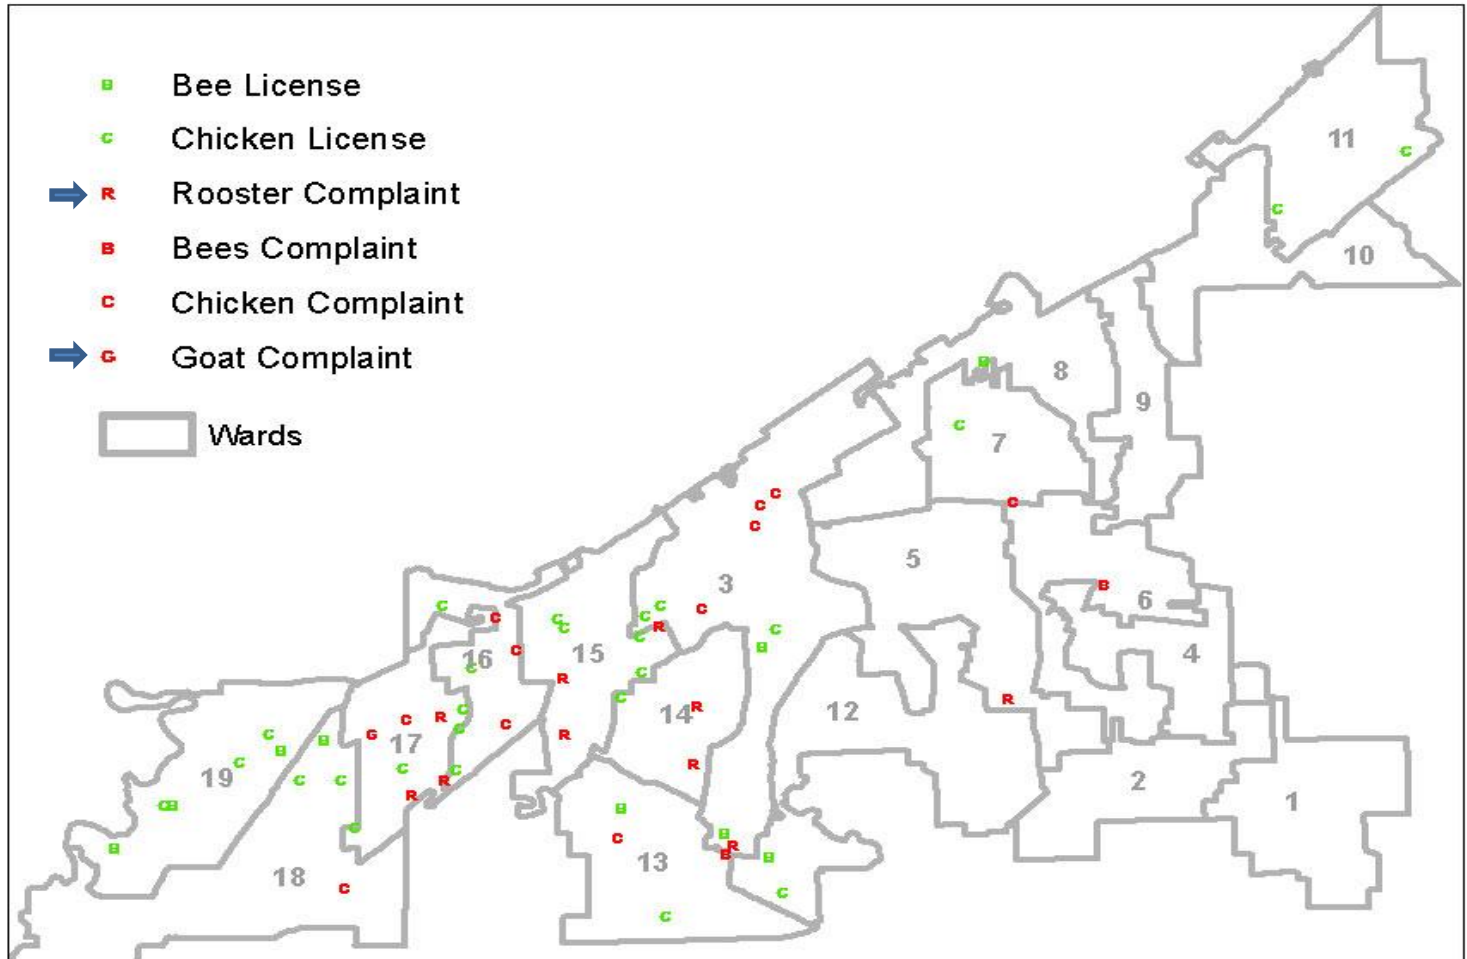 B Bee License
C Chicken License
R Rooster Complaint
B Bees Complaint
C Chicken Complaint
G Goat Complaint
Wards
11
C
C
10
B
8
9
C
7
C
C
C
C
5
3
B
6
C
C
C
C
C
C
C
R
C
C
C
B
15
16
C
C
4
C
R
C
R
R
14
12
C
C
R
C
C
R
G
17
C
B
B
19
C
R
C
C
C
C
R
R
2
1
C
B
B
C
B
R
B
B
B
C
13
18
C
C
C